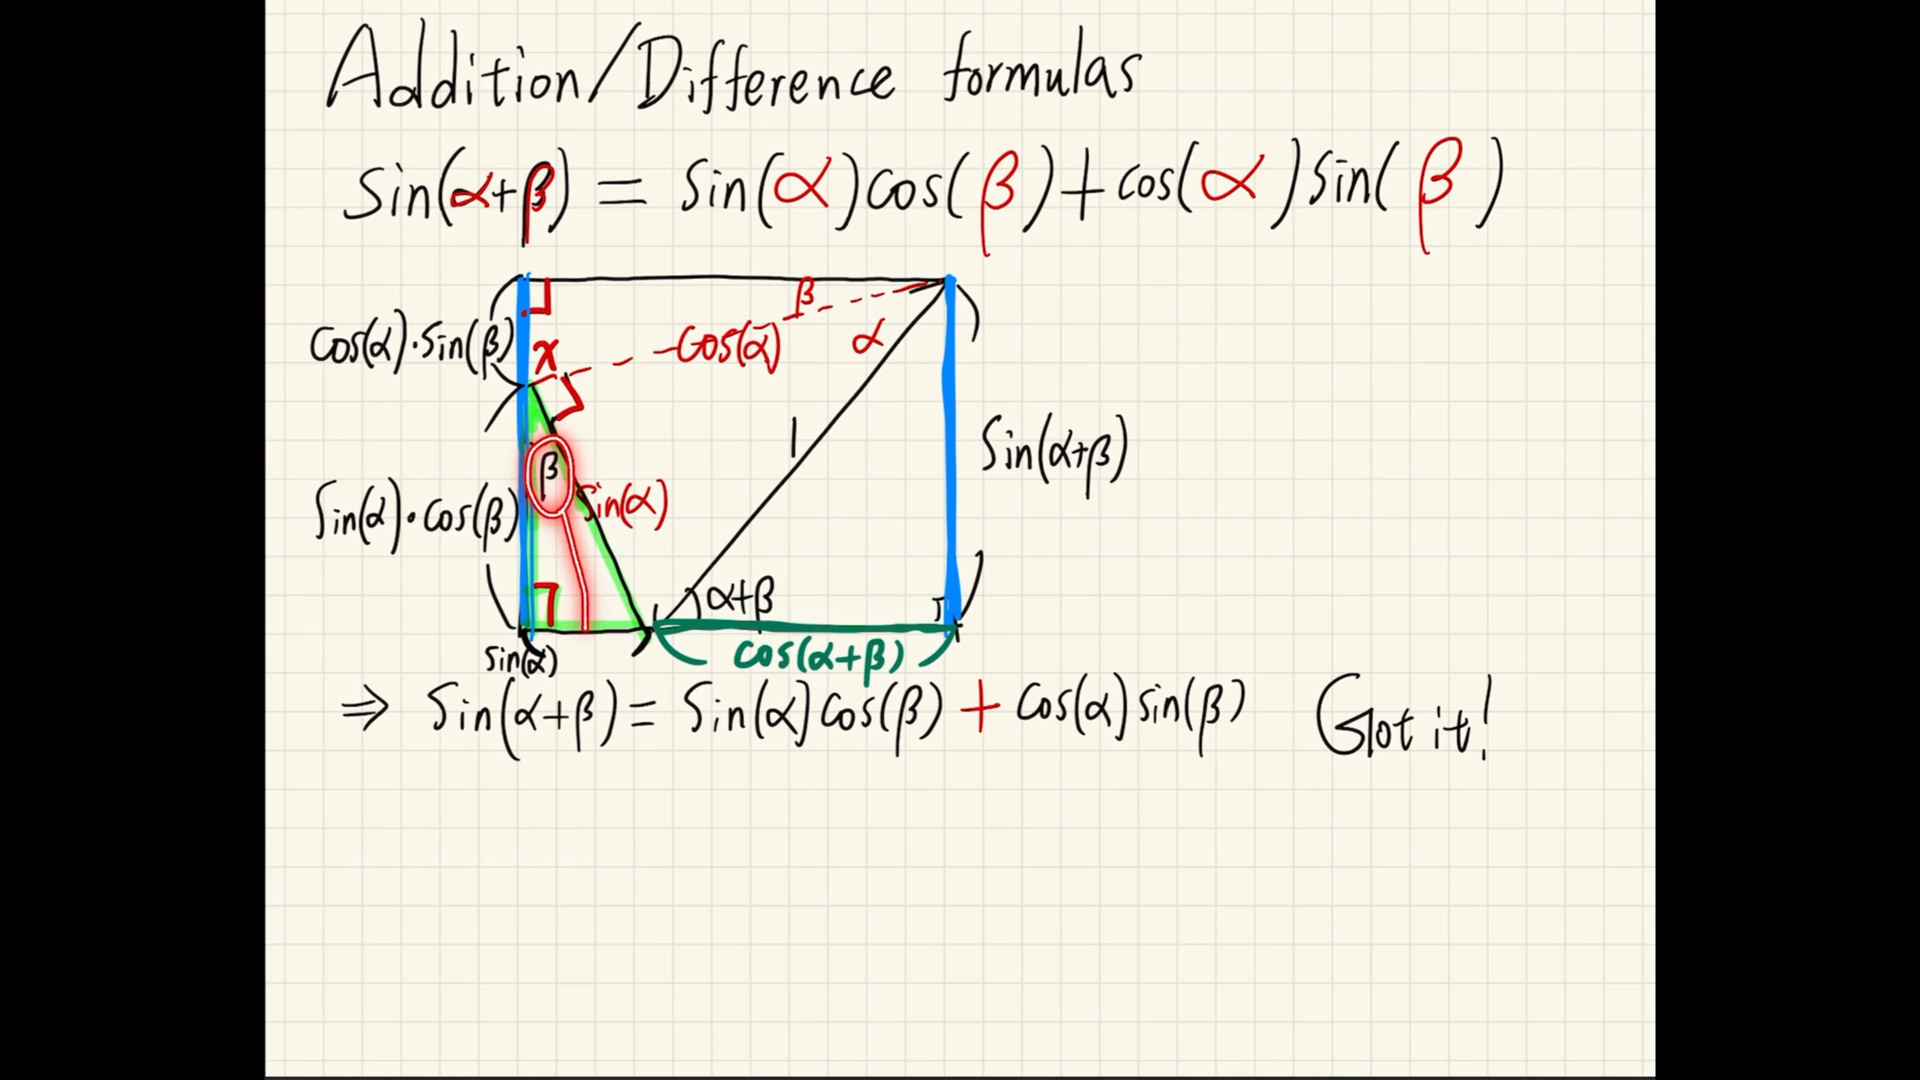 Addition/Difference formulas
Sin(α+β) = Sin(α)cos(β)+cos(α)sin(β)
β
Cos(α)·Sin(β)
x
Cos(α)
α
1
Sin(α+β)
β
Sin(α)·cos(β)
Sin(α)
α+β
sin(α)
cos(α+β)
⇒ Sin(α+β) = Sin(α)cos(β) + cos(α)sin(β) Got it!